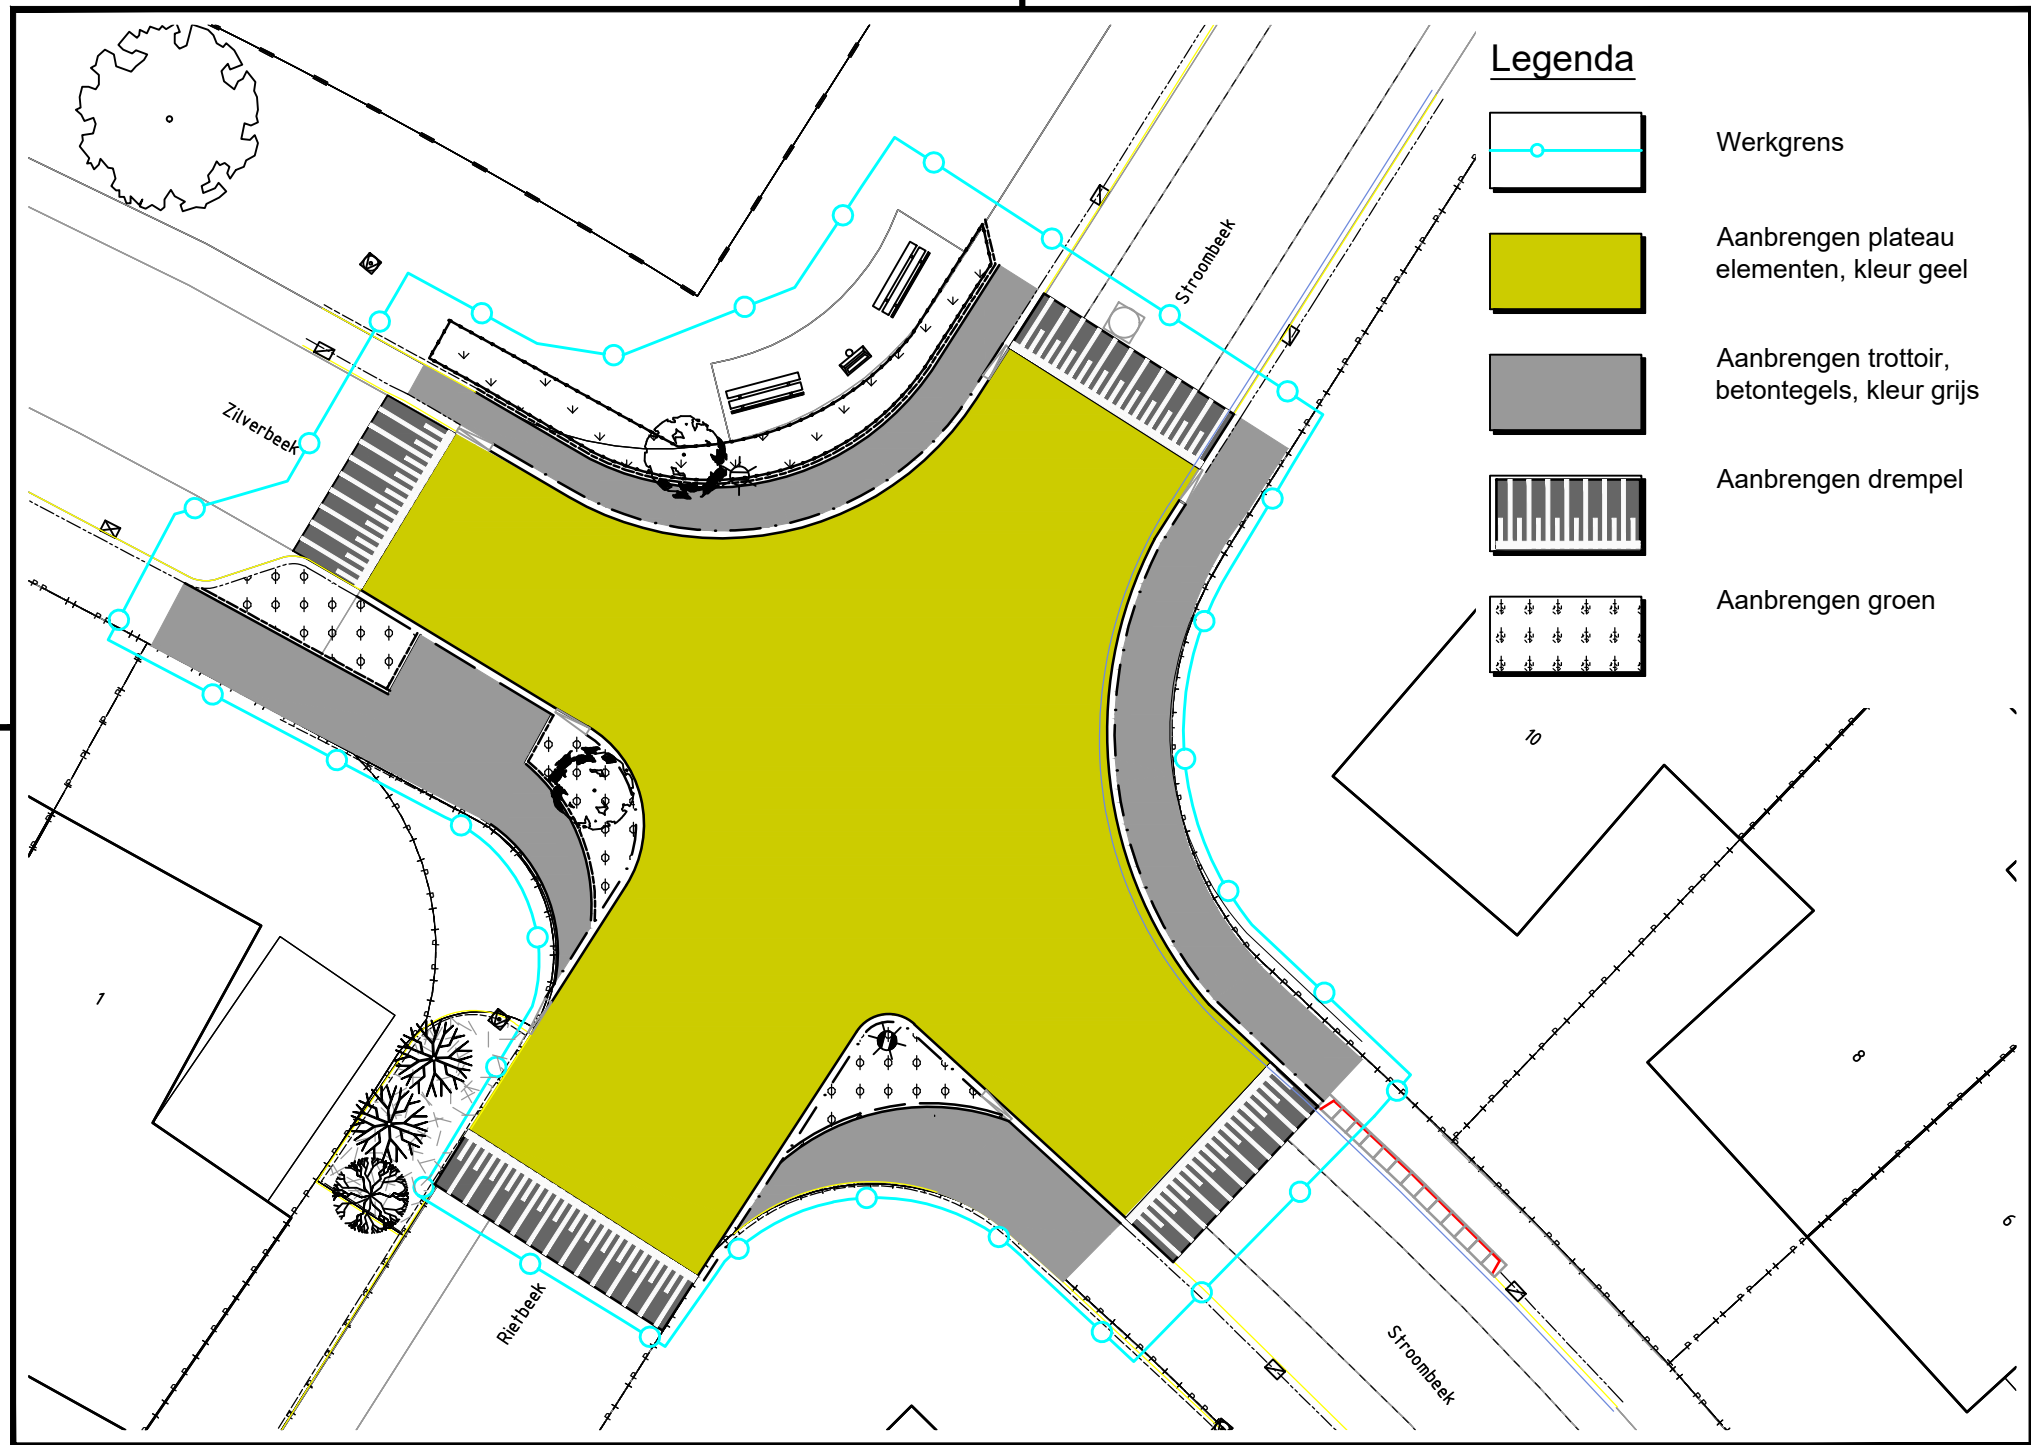 Legenda
Werkgrens
Aanbrengen plateau
elementen, kleur geel
Aanbrengen trottoir,
betontegels, kleur grijs
Aanbrengen drempel
Aanbrengen groen
Stroombeek
Zilverbeek
10
1
8
6
Rietbeek
Stroombeek